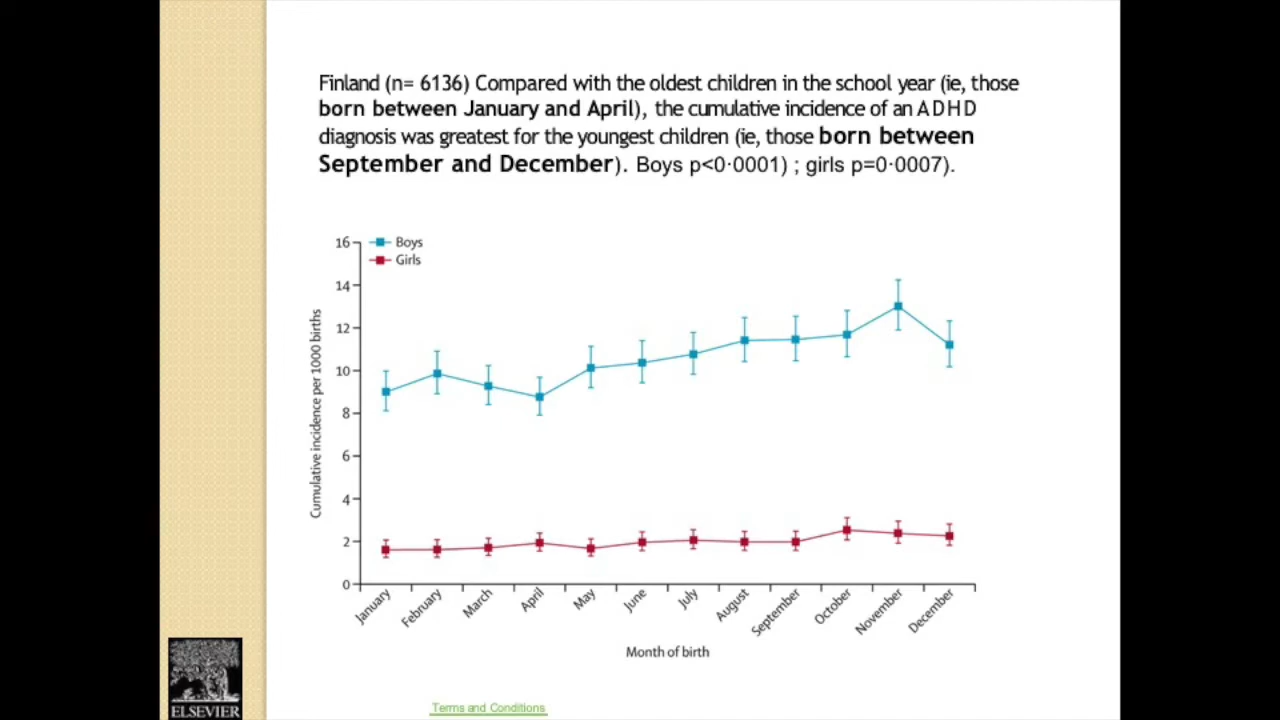 Finland (n= 6136) Compared with the oldest children in the school year (ie, those
born between January and April), the cumulative incidence of an ADHD
diagnosis was greatest for the youngest children (ie, those born between
September and December). Boys p<0·0001) ; girls p=0·0007).
16
Boys
Girls
14
12
10
8
6
4
2
0
Cumulative incidence per 1000 births
January
February
March
April
May
June
July
August
September
October
November
December
Month of birth
ELSEVIER
Terms and Conditions